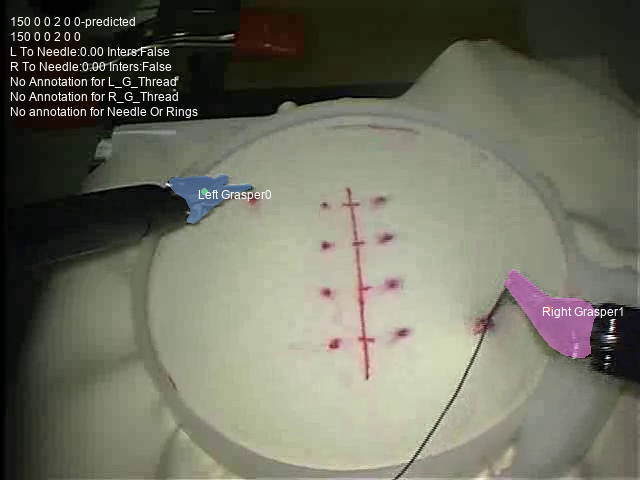 150 0 0 2 0 0-predicted
150 0 0 2 0 0
L To Needle:0.00 Inters:False
R To Needle:0.00 Inters:False
No Annotation for L_G_Thread
No Annotation for R_G_Thread
No annotation for Needle Or Rings
Left Grasper0
Right Grasper1